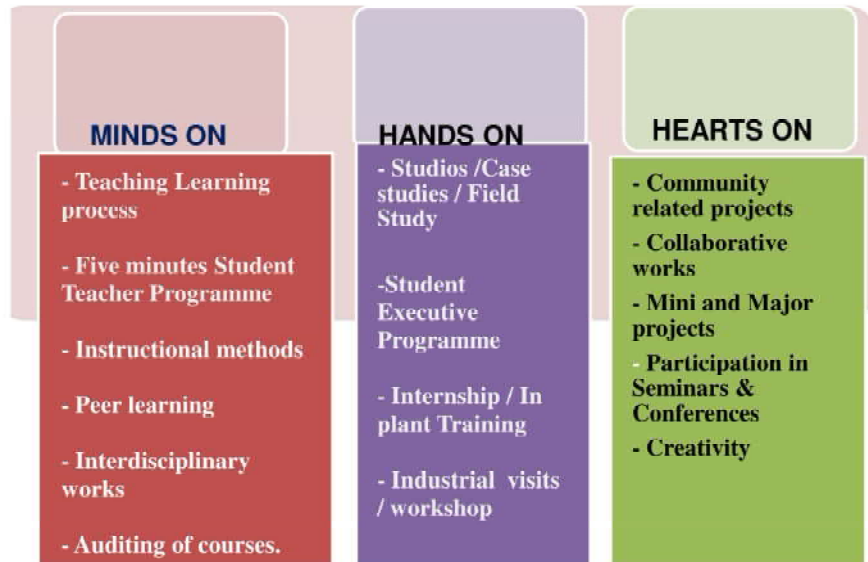 MINDS ON
- Teaching Learning
process
- Five minutes Student
Teacher Programme
- Instructional methods
- Peer learning
- Interdisciplinary
works
- Auditing of courses.
HANDS ON
- Studios /Case
studies / Field
Study
-Student
Executive
Programme
- Internship / In
plant Training
- Industrial visits
/ workshop
HEARTS ON
- Community
related projects
- Collaborative
works
- Mini and Major
projects
- Participation in
Seminars &
Conferences
- Creativity